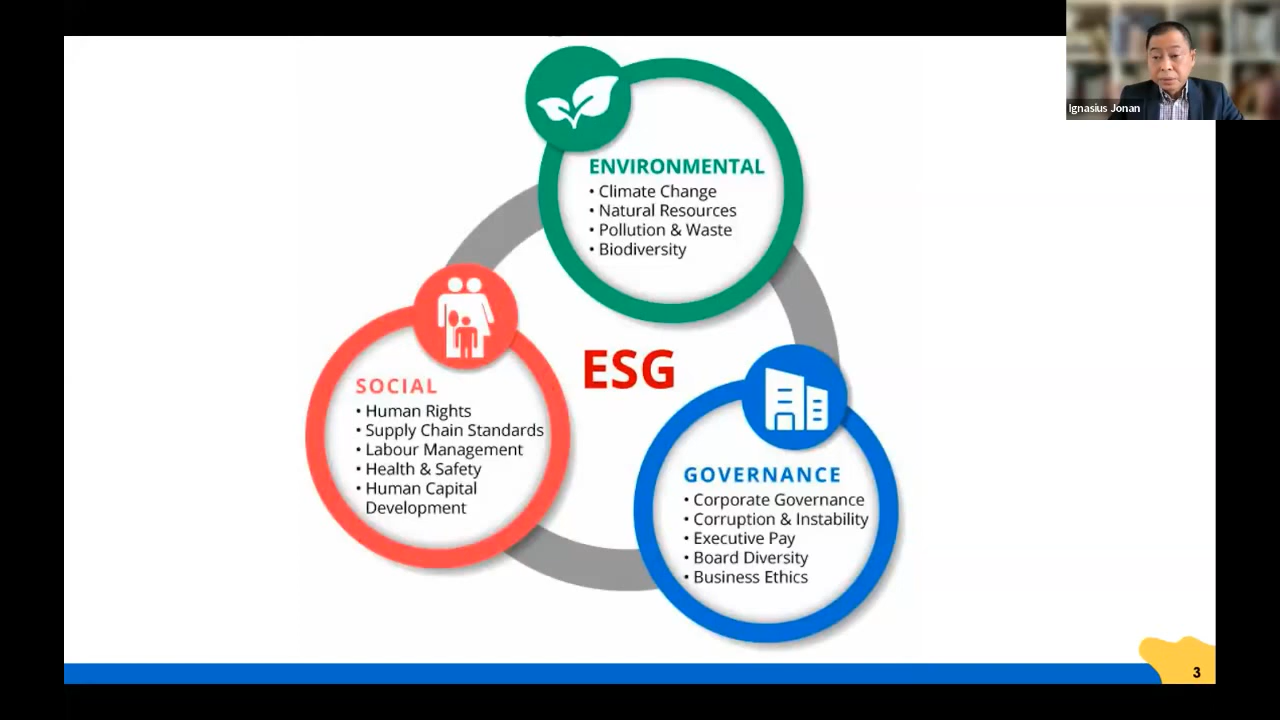 Ignasius Jonan
ENVIRONMENTAL
• Climate Change
• Natural Resources
• Pollution & Waste
• Biodiversity
ESG
SOCIAL
• Human Rights
• Supply Chain Standards
• Labour Management
• Health & Safety
• Human Capital
Development
GOVERNANCE
• Corporate Governance
• Corruption & Instability
• Executive Pay
• Board Diversity
• Business Ethics
3